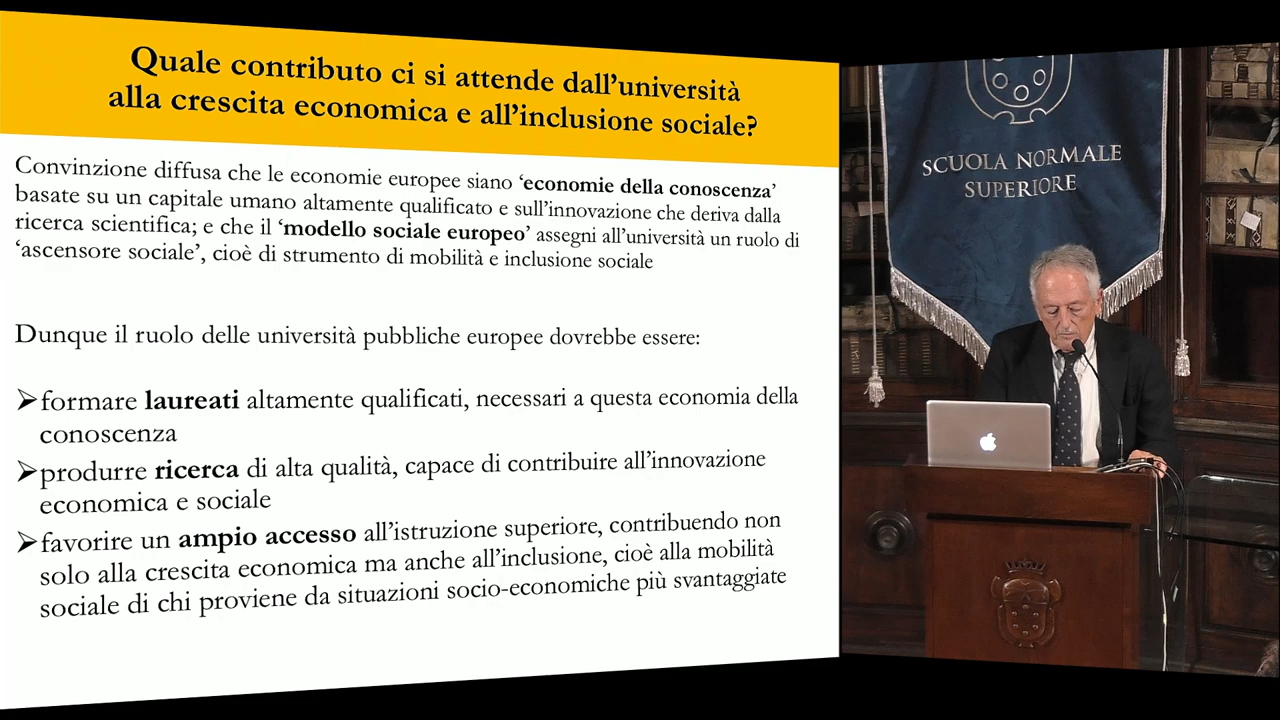 Quale contributo ci si attende dall'università
alla crescita economica e all'inclusione sociale?
Convinzione diffusa che le economie europee siano ‘economie della conoscenza’
basate su un capitale umano altamente qualificato e sull'innovazione che deriva dalla
ricerca scientifica; e che il ‘modello sociale europeo’ assegni all'università un ruolo di
‘ascensore sociale’, cioè di strumento di mobilità e inclusione sociale
Dunque il ruolo delle università pubbliche europee dovrebbe essere:
➢formare laureati altamente qualificati, necessari a questa economia della
conoscenza
➢produrre ricerca di alta qualità, capace di contribuire all'innovazione
economica e sociale
➢favorire un ampio accesso all'istruzione superiore, contribuendo non
solo alla crescita economica ma anche all'inclusione, cioè alla mobilità
sociale di chi proviene da situazioni socio-economiche più svantaggiate
SCUOLA NORMALE
SUPERIORE